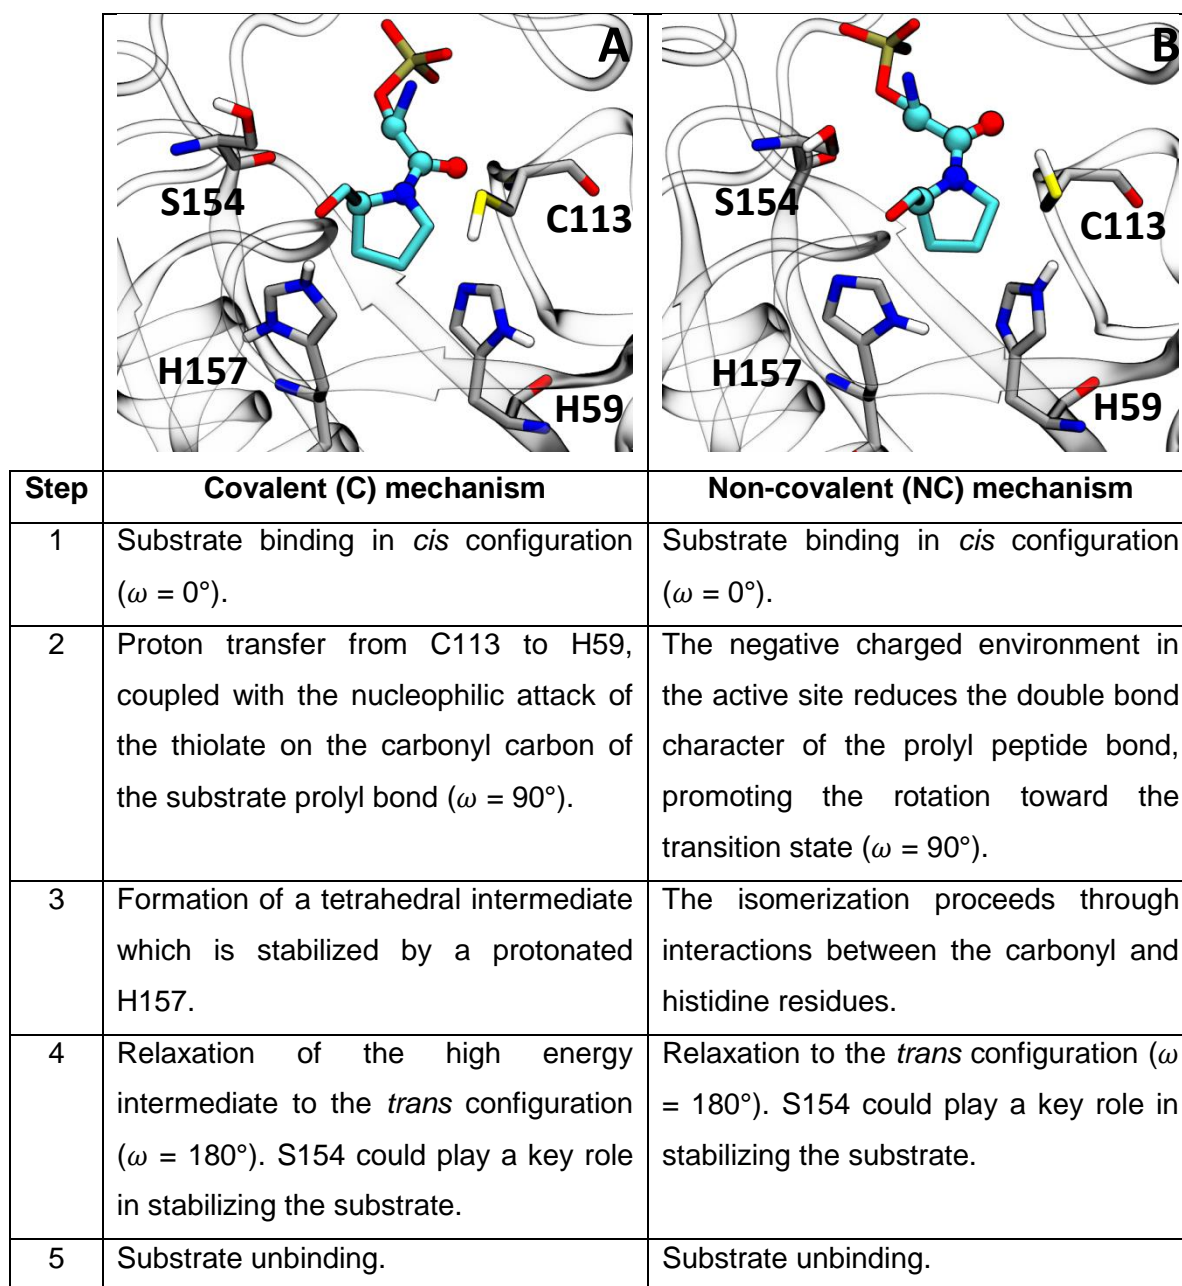 A
S154
C113
H157
H59
B
S154
C113
H157
H59
Step
Covalent (C) mechanism
Non-covalent (NC) mechanism
1
Substrate binding in cis configuration
(ω = 0°).
Substrate binding in cis configuration
(ω = 0°).
2
Proton transfer from C113 to H59,
coupled with the nucleophilic attack of
the thiolate on the carbonyl carbon of
the substrate prolyl bond (ω = 90°).
The negative charged environment in
the active site reduces the double bond
character of the prolyl peptide bond,
promoting the rotation toward the
transition state (ω = 90°).
3
Formation of a tetrahedral intermediate
which is stabilized by a protonated
H157.
The isomerization proceeds through
interactions between the carbonyl and
histidine residues.
4
Relaxation of the high energy
intermediate to the trans configuration
(ω = 180°). S154 could play a key role
in stabilizing the substrate.
Relaxation to the trans configuration (ω
= 180°). S154 could play a key role in
stabilizing the substrate.
5
Substrate unbinding.
Substrate unbinding.